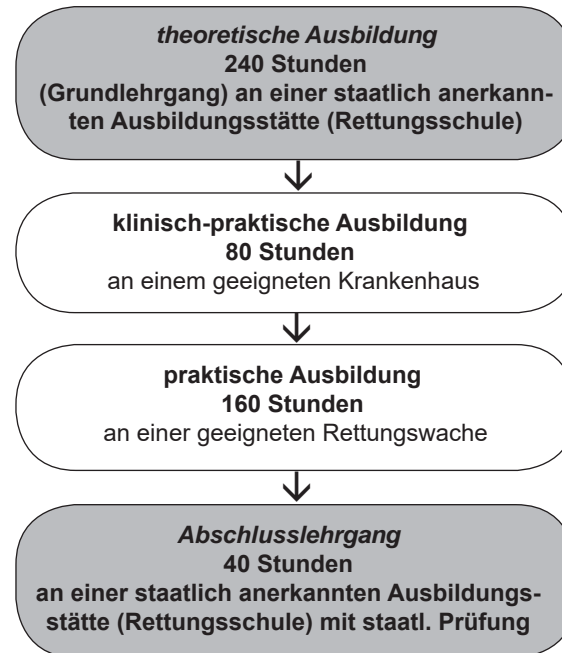 theoretische Ausbildung
240 Stunden
(Grundlehrgang) an einer staatlich anerkann-
ten Ausbildungsstätte (Rettungsschule)
klinisch-praktische Ausbildung
80 Stunden
an einem geeigneten Krankenhaus
praktische Ausbildung
160 Stunden
an einer geeigneten Rettungswache
Abschlusslehrgang
40 Stunden
an einer staatlich anerkannten Ausbildungs-
stätte (Rettungsschule) mit staatl. Prüfung